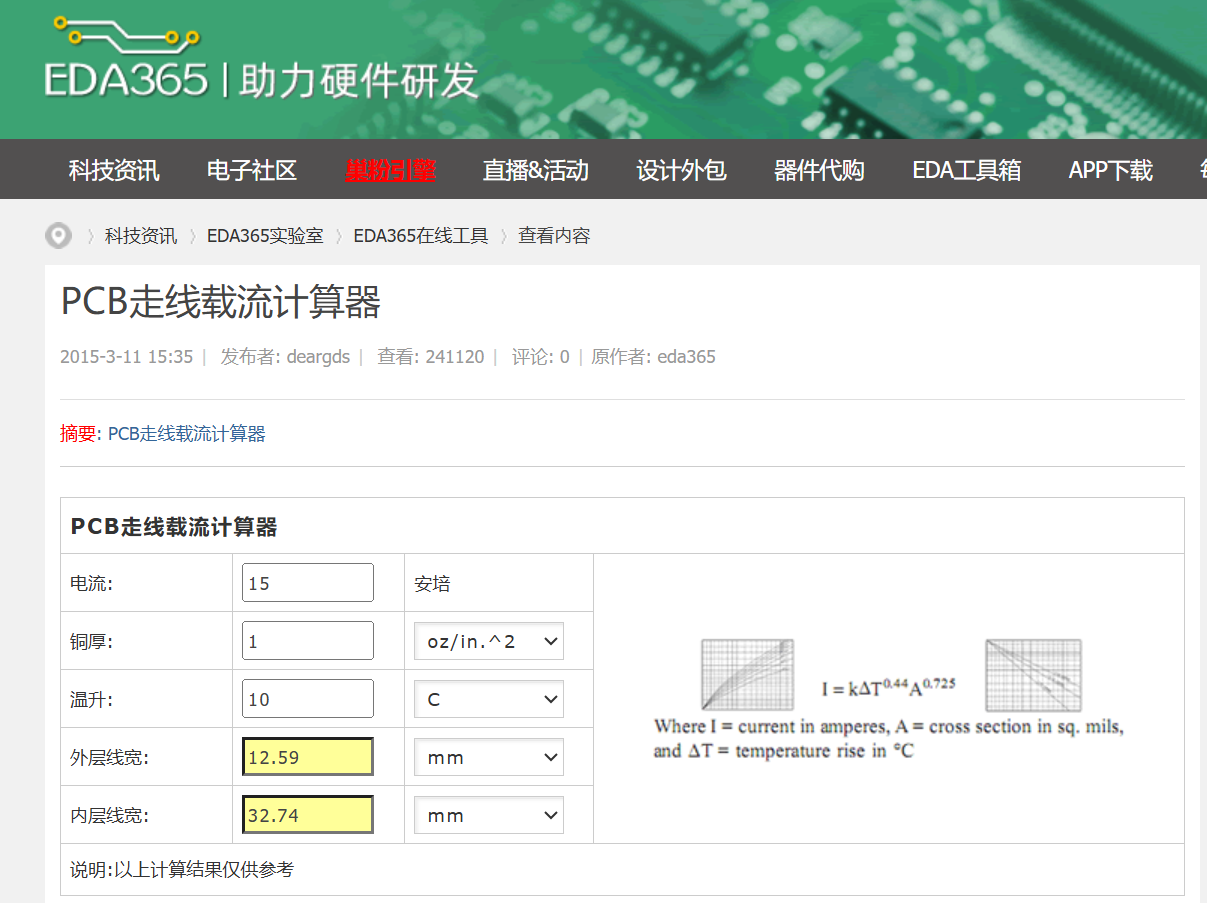 EDA365 | 助力硬件研发
科技资讯 电子社区 巢粉引擎 直播&活动 设计外包 器件代购 EDA工具箱 APP下载
〉科技资讯 〉EDA365实验室 〉EDA365在线工具 〉查看内容
PCB走线载流计算器
2015-3-11 15:35 | 发布者: deargds | 查看: 241120 | 评论: 0 | 原作者: eda365
摘要: PCB走线载流计算器
PCB走线载流计算器
电流: 15 安培
铜厚: 1 oz/in.^2
温升: 10 C
外层线宽: 12.59 mm
内层线宽: 32.74 mm
I = kΔT^0.44A^0.725
Where I = current in amperes, A = cross section in sq. mils,
and ΔT = temperature rise in °C
说明:以上计算结果仅供参考